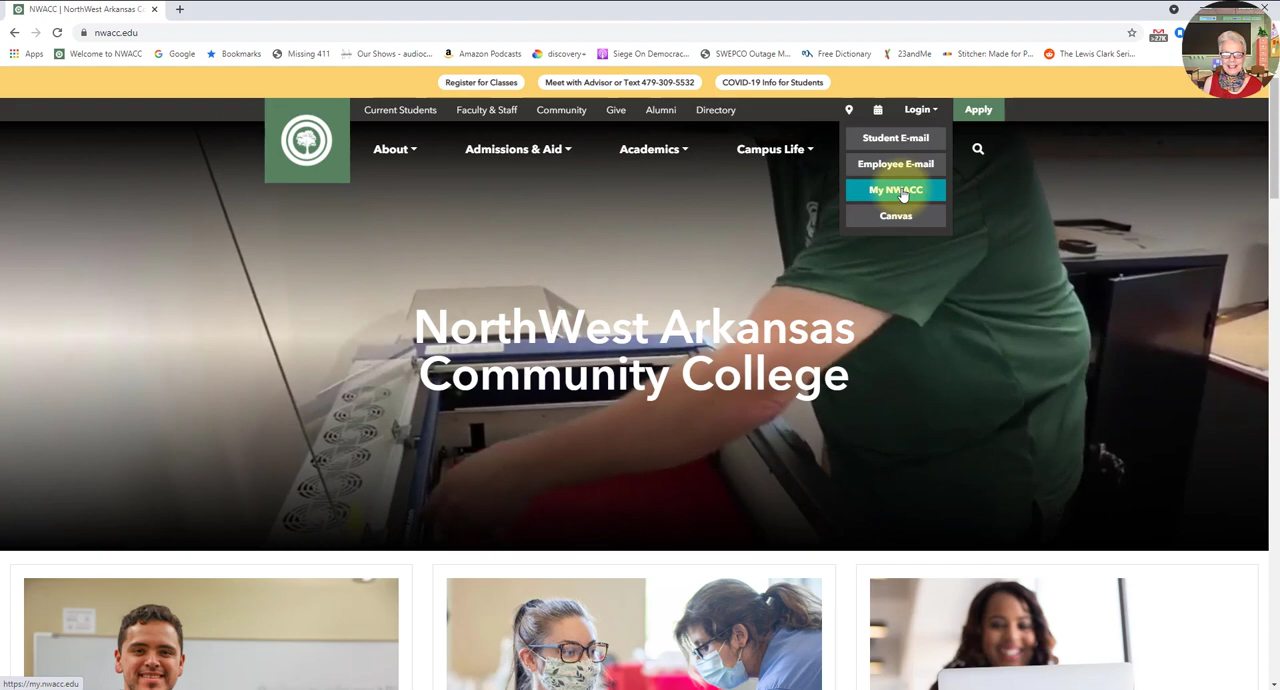 NWACC | NorthWest Arkansas C
nwacc.edu
>27K
Apps Welcome to NWACC Google Bookmarks Missing 411 Our Shows - audioc... Amazon Podcasts discovery+ Siege On Democrac... SWEPCO Outage M... Free Dictionary 23andMe Stitcher: Made for P... The Lewis Clark Seri...
Register for Classes Meet with Advisor or Text 479-309-5532 COVID-19 Info for Students
Current Students Faculty & Staff Community Give Alumni Directory Login Apply
Student E-mail
About Admissions & Aid Academics Campus Life
Employee E-mail
My NWACC
Canvas
NorthWest Arkansas
Community College
https://my.nwacc.edu